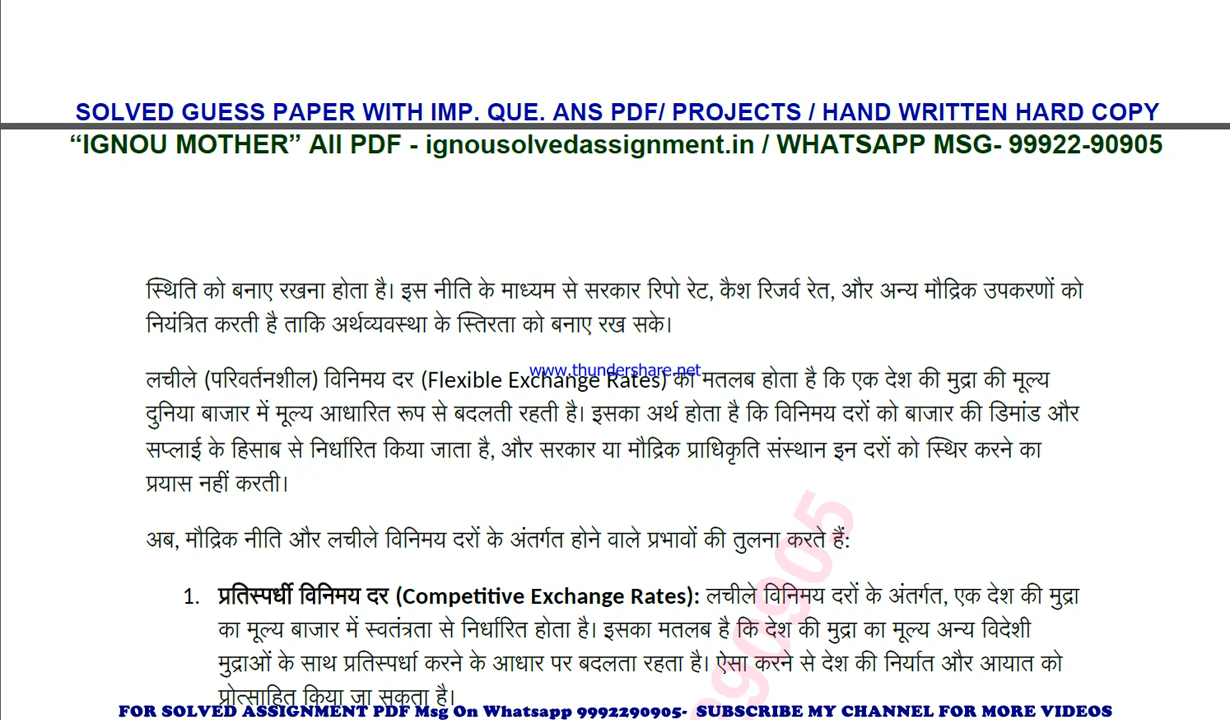 SOLVED GUESS PAPER WITH IMP. QUE. ANS PDF/ PROJECTS / HAND WRITTEN HARD COPY
“IGNOU MOTHER” All PDF - ignousolvedassignment.in / WHATSAPP MSG- 99922-90905
स्थिति को बनाए रखना होता है। इस नीति के माध्यम से सरकार रिपो रेट, कैश रिजर्व रेत, और अन्य मौद्रिक उपकरणों को
नियंत्रित करती है ताकि अर्थव्यवस्था के स्तिरता को बनाए रख सके।
www.thundershare.net
लचीले (परिवर्तनशील) विनिमय दर (Flexible Exchange Rates) का मतलब होता है कि एक देश की मुद्रा की मूल्य
दुनिया बाजार में मूल्य आधारित रूप से बदलती रहती है। इसका अर्थ होता है कि विनिमय दरों को बाजार की डिमांड और
सप्लाई के हिसाब से निर्धारित किया जाता है, और सरकार या मौद्रिक प्राधिकृति संस्थान इन दरों को स्थिर करने का
प्रयास नहीं करती।
अब, मौद्रिक नीति और लचीले विनिमय दरों के अंतर्गत होने वाले प्रभावों की तुलना करते हैं:
1. प्रतिस्पर्धी विनिमय दर (Competitive Exchange Rates): लचीले विनिमय दरों के अंतर्गत, एक देश की मुद्रा
का मूल्य बाजार में स्वतंत्रता से निर्धारित होता है। इसका मतलब है कि देश की मुद्रा का मूल्य अन्य विदेशी
मुद्राओं के साथ प्रतिस्पर्धा करने के आधार पर बदलता रहता है। ऐसा करने से देश की निर्यात और आयात को
प्रोत्साहित किया जा सकता है।
90905
FOR SOLVED ASSIGNMENT PDF Msg On Whatsapp 9992290905- SUBSCRIBE MY CHANNEL FOR MORE VIDEOS